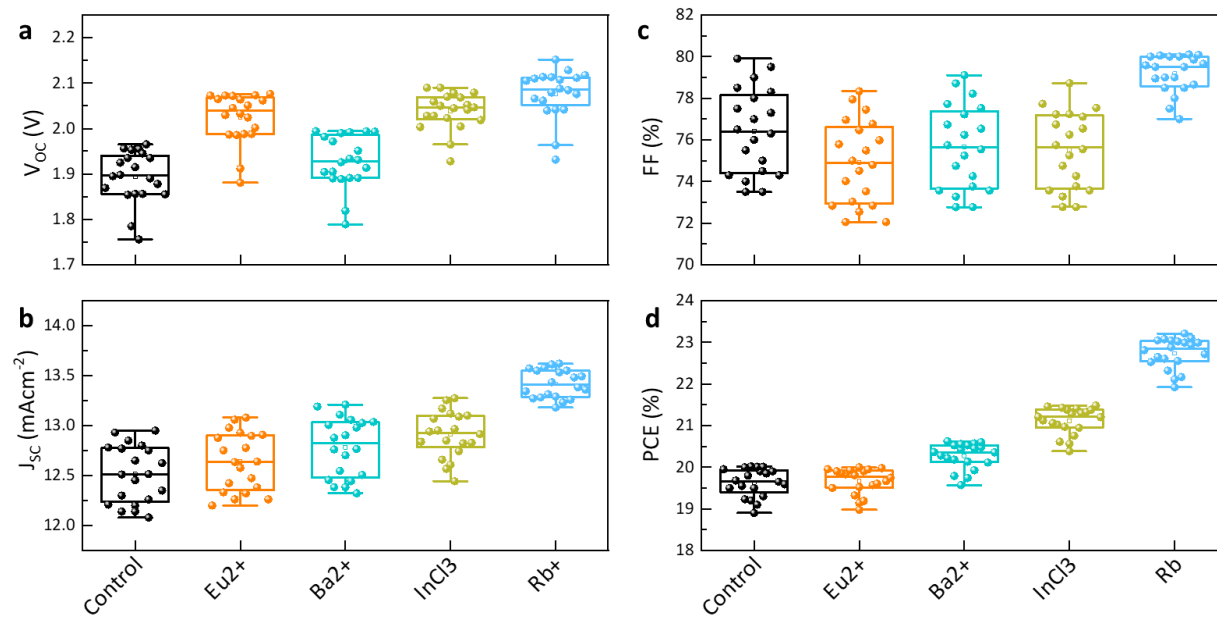 a
2.2
2.1
2.0
1.9
1.8
1.7
V_OC (V)
b
14.0
13.5
13.0
12.5
12.0
J_SC (mAcm⁻²)
Control
Eu2+
Ba2+
InCl3
Rb+
c
82
80
78
76
74
72
70
FF (%)
d
24
23
22
21
20
19
18
PCE (%)
Control
Eu2+
Ba2+
InCl3
Rb